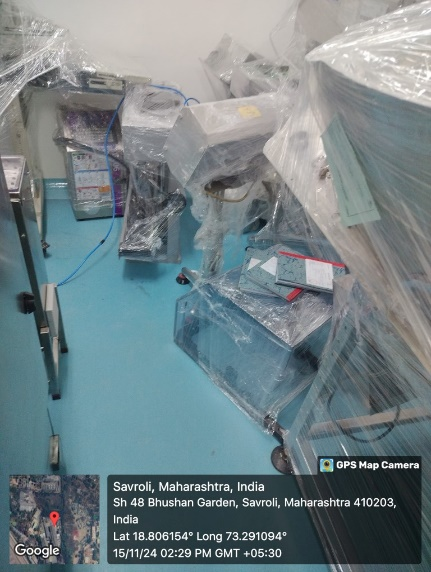 GPS Map Camera
Savroli, Maharashtra, India
Sh 48 Bhushan Garden, Savroli, Maharashtra 410203,
India
Lat 18.806154° Long 73.291094°
15/11/24 02:29 PM GMT +05:30
Google